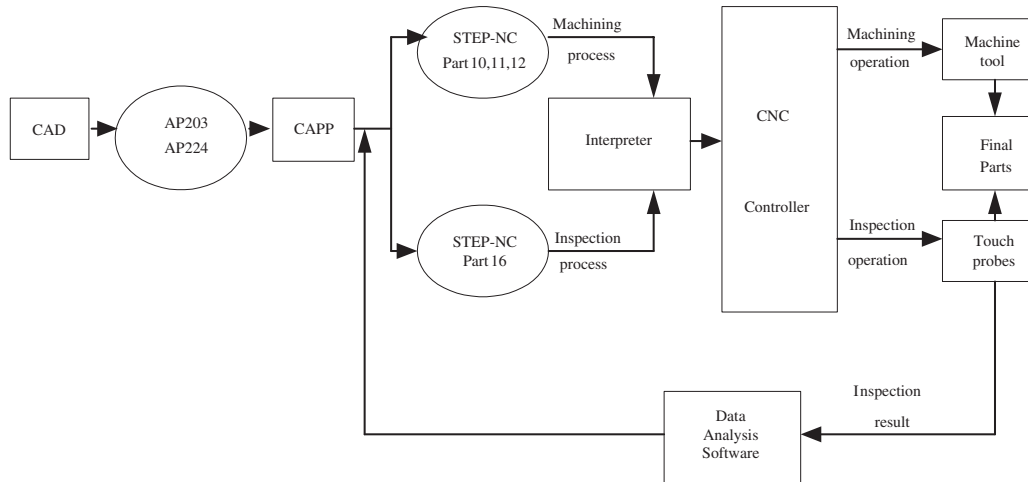 CAD
AP203
AP224
CAPP
STEP-NC
Part 10,11,12
Machining
process
STEP-NC
Part 16
Inspection
process
Interpreter
CNC
Controller
Machining
operation
Machine
tool
Final
Parts
Inspection
operation
Touch
probes
Inspection
result
Data
Analysis
Software